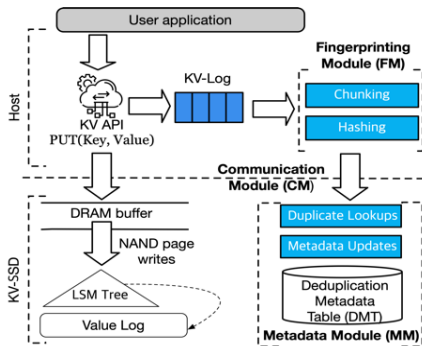 User application
Host
KV API
PUT(Key, Value)
KV-Log
Fingerprinting
Module (FM)
Chunking
Hashing
Communication
Module (CM)
KV-SSD
DRAM buffer
NAND page
writes
LSM Tree
Value Log
Duplicate Lookups
Metadata Updates
Deduplication
Metadata
Table (DMT)
Metadata Module (MM)